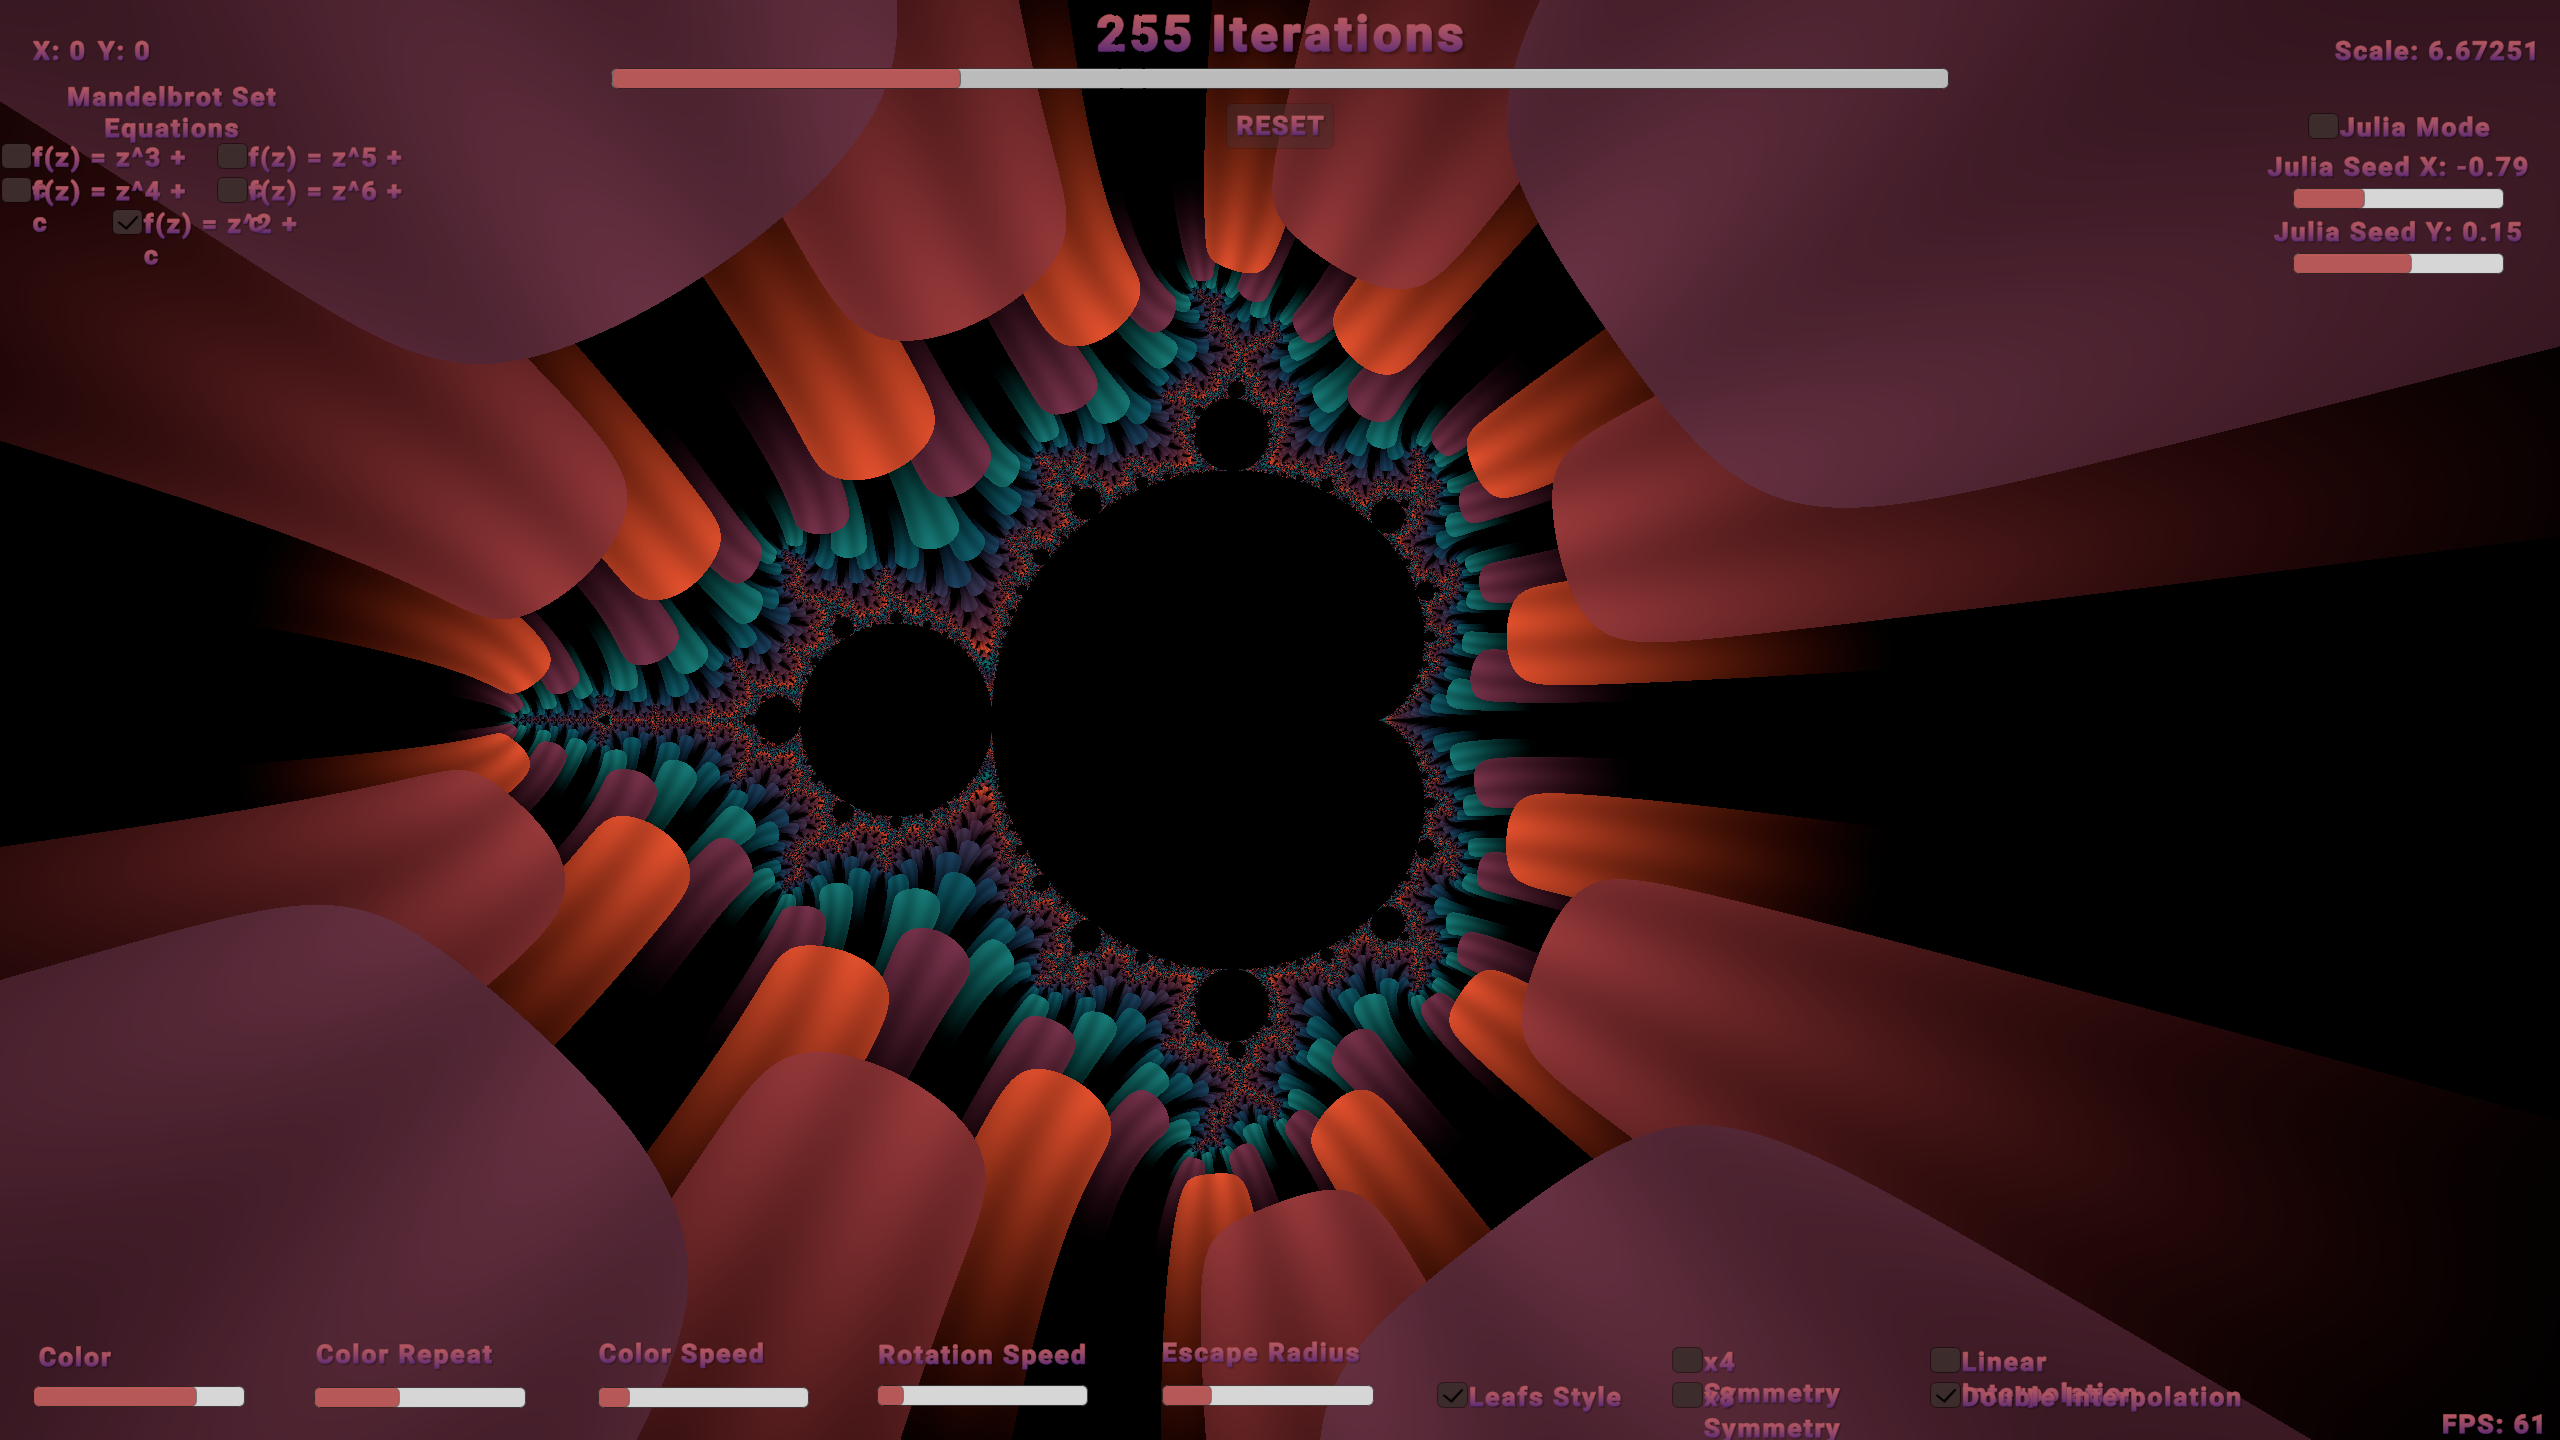 255 Iterations
X: 0 Y: 0
Scale: 6.67251
Mandelbrot Set
Equations
RESET
Julia Mode
f(z) = z^3 +
c
f(z) = z^5 +
c
Julia Seed X: -0.79
f(z) = z^4 +
c
f(z) = z^6 +
c
f(z) = z^2 +
c
Julia Seed Y: 0.15
Color
Color Repeat
Color Speed
Rotation Speed
Escape Radius
Leafs Style
x4
Symmetry
x8
Symmetry
Linear
Interpolation
Double Interpolation
FPS: 61